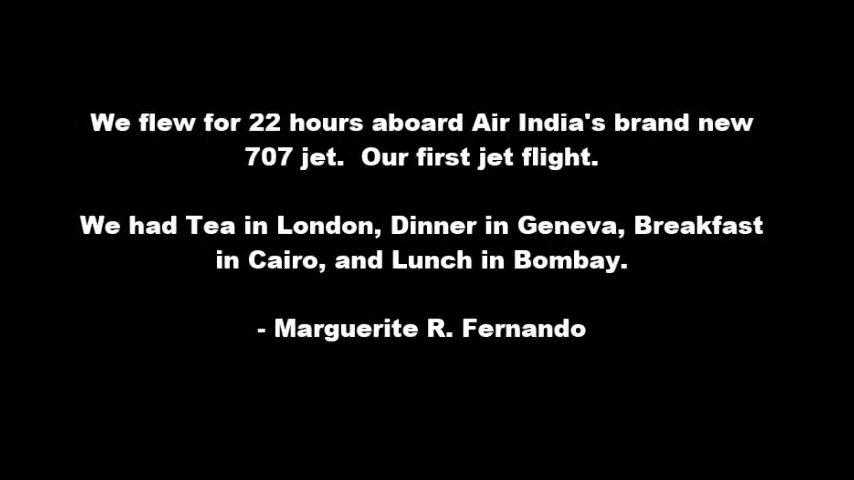 We flew for 22 hours aboard Air India's brand new
707 jet.  Our first jet flight.
We had Tea in London, Dinner in Geneva, Breakfast
in Cairo, and Lunch in Bombay.
- Marguerite R. Fernando